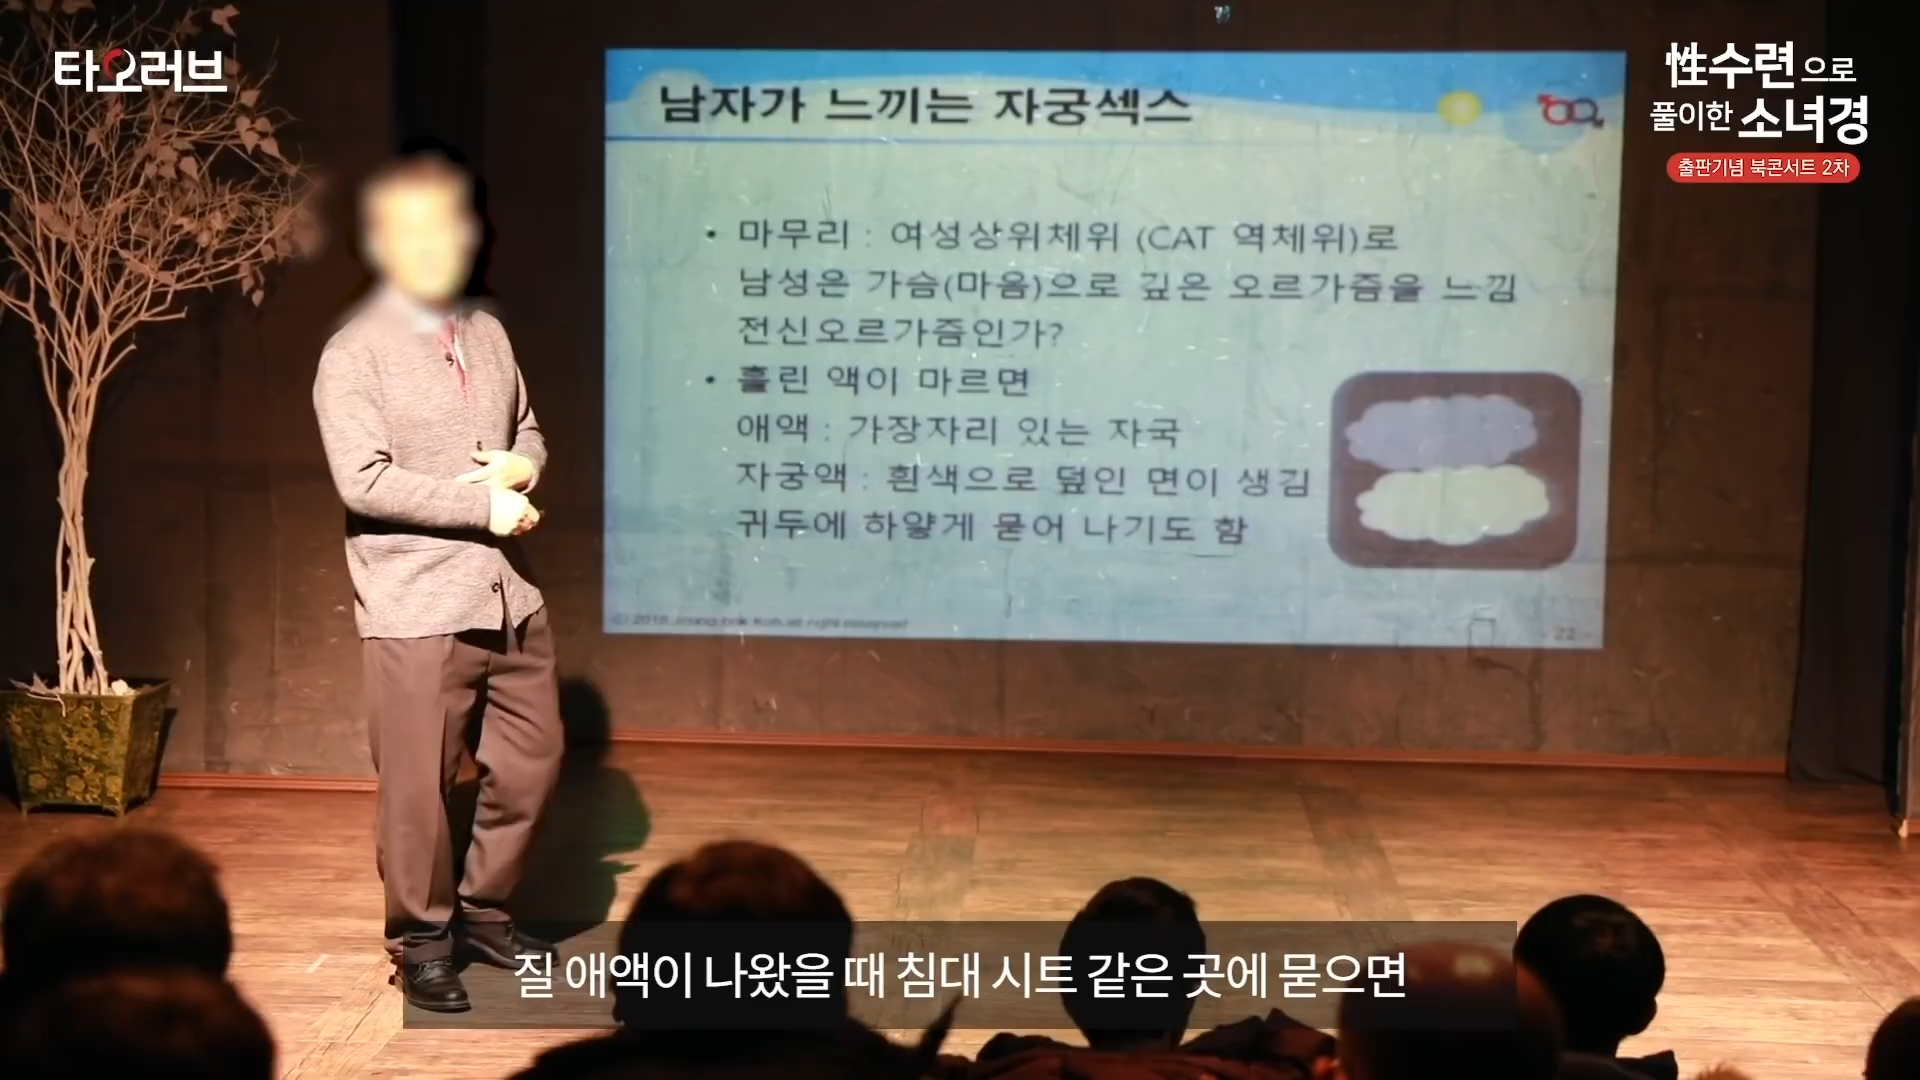 타오러브
性수련으로
풀이한 소녀경
출판기념 북콘서트 2차
남자가 느끼는 자궁섹스
• 마무리 : 여성상위체위 (CAT 역체위)로
남성은 가슴(마음)으로 깊은 오르가즘을 느낌
전신오르가즘인가?
• 흘린 액이 마르면
애액 : 가장자리 있는 자국
자궁액 : 흰색으로 덮인 면이 생김
귀두에 하얗게 묻어 나기도 함
all right reserved
22
질 애액이 나왔을 때 침대 시트 같은 곳에 묻으면